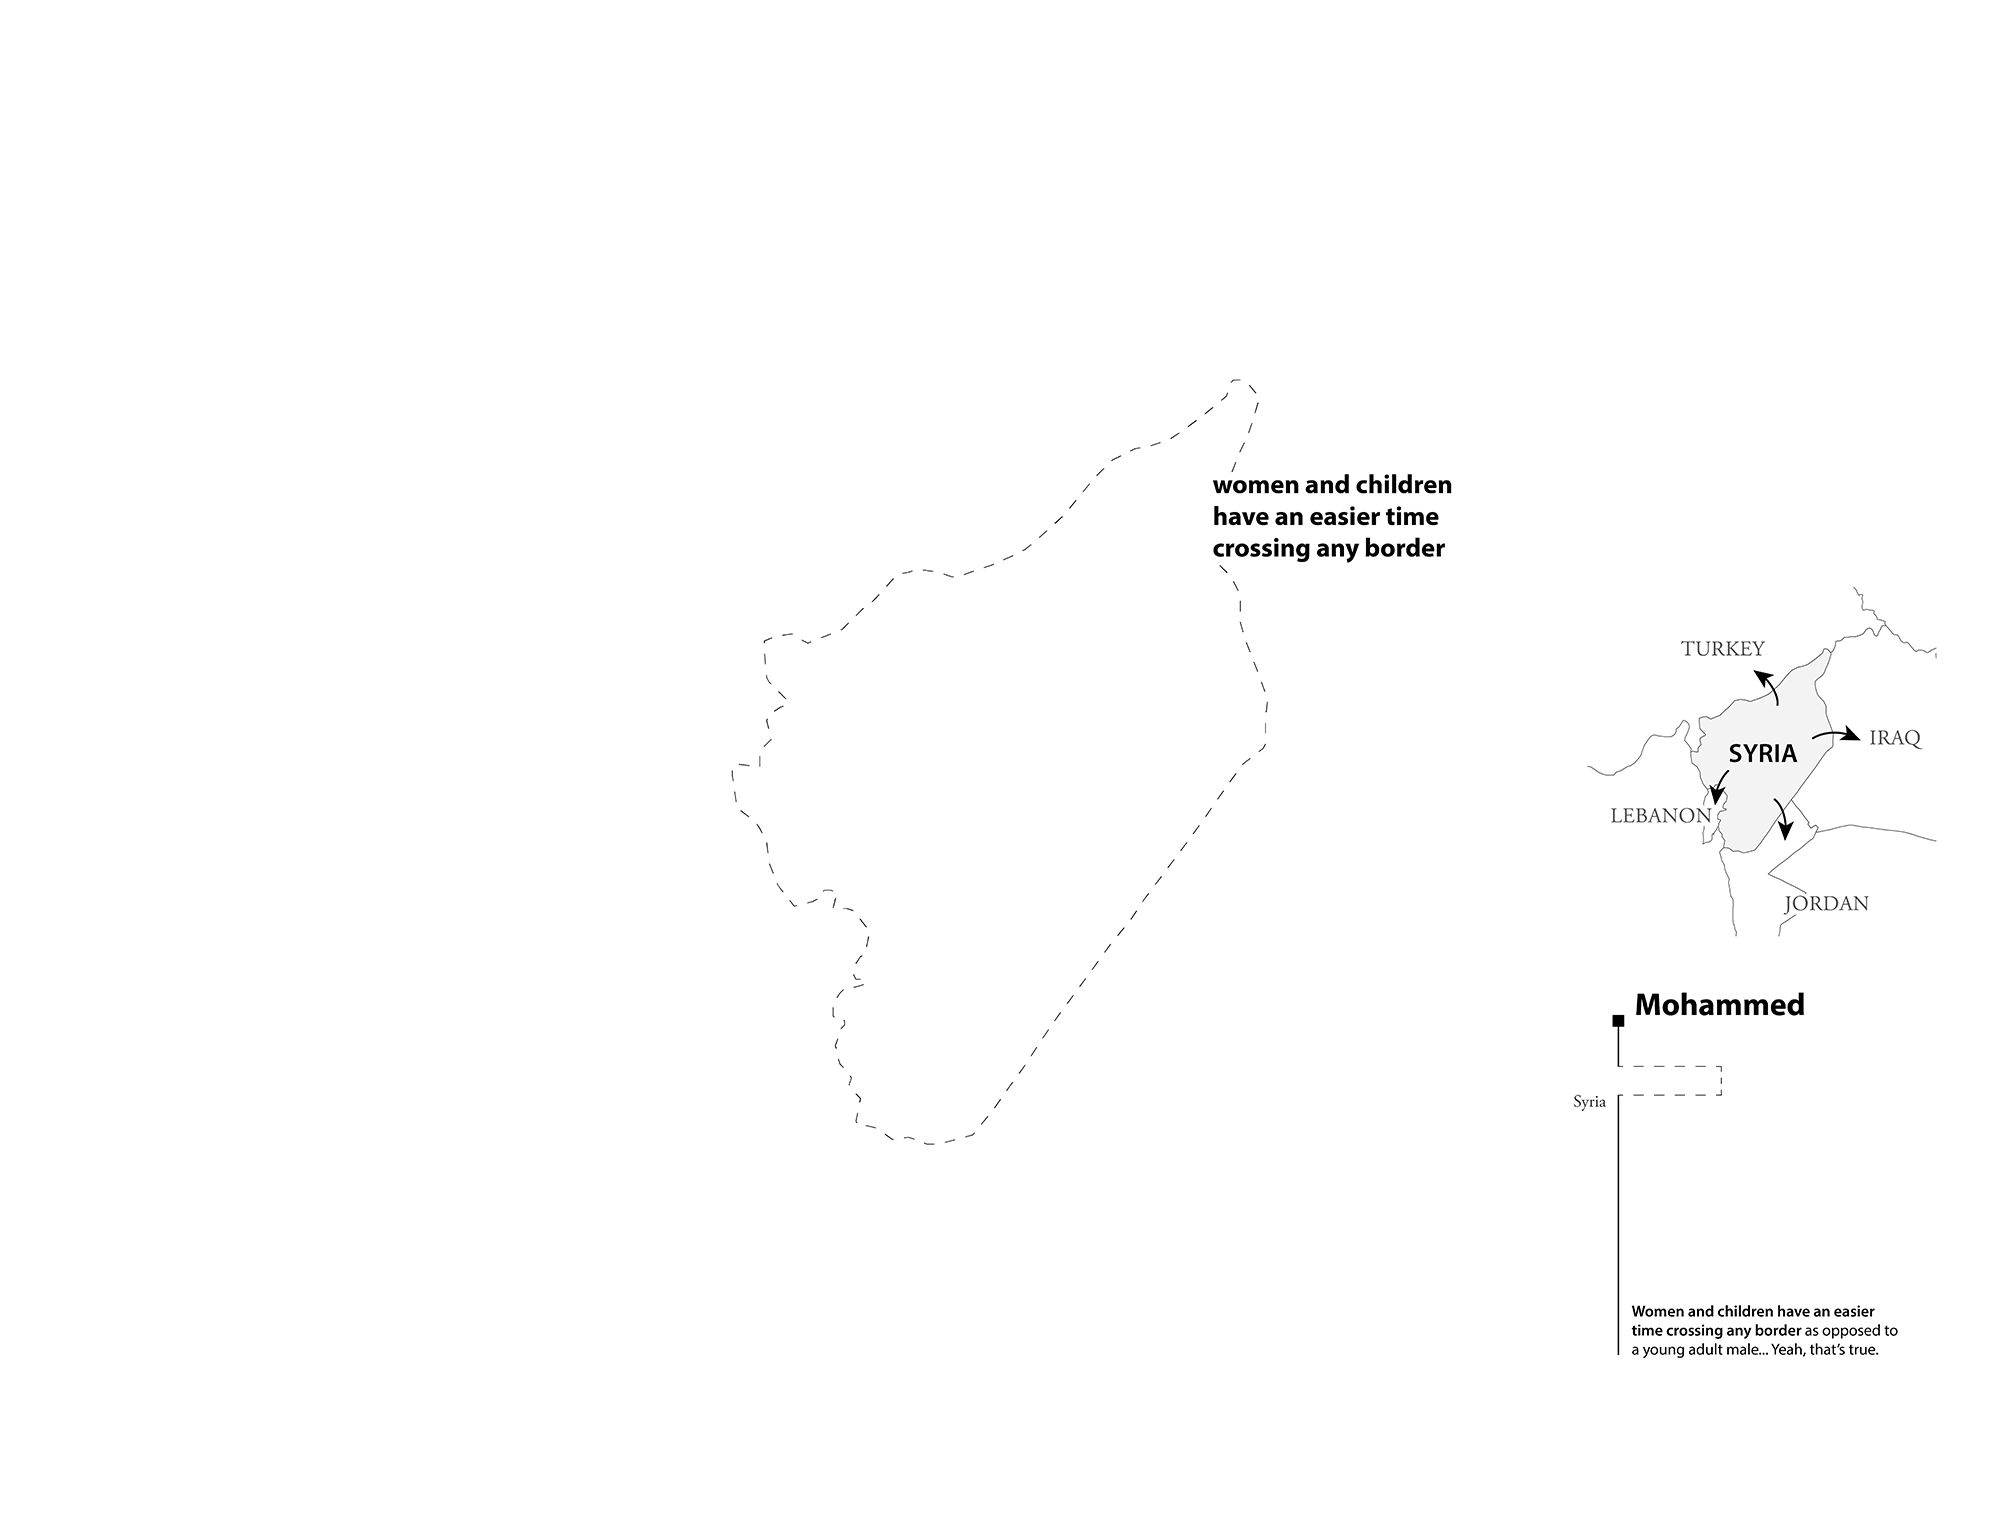 women and children
have an easier time
crossing any border
TURKEY
IRAQ
SYRIA
LEBANON
JORDAN
Mohammed
Syria
Women and children have an easier
time crossing any border as opposed to
a young adult male... Yeah, that's true.